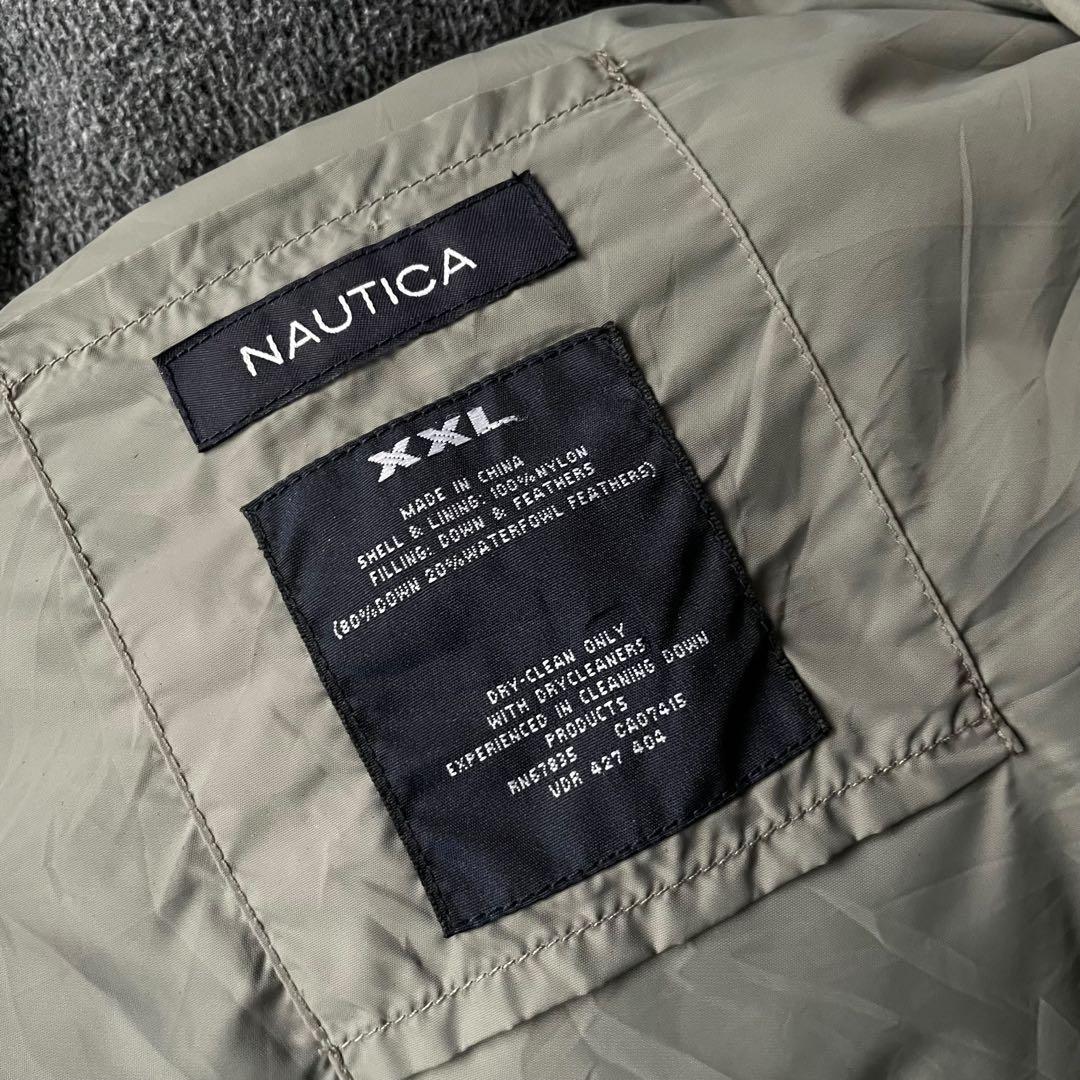 NAUTICA
XXL
MADE IN CHINA
SHELL & LINING: 100%NYLON
FILLING: DOWN & FEATHERS
(80%DOWN 20%WATERFOWL FEATHERS)
DRY-CLEAN ONLY
WITH DRYCLEANERS
EXPERIENCED IN CLEANING DOWN
PRODUCTS
RN67835 CA07415
VDR 427 404